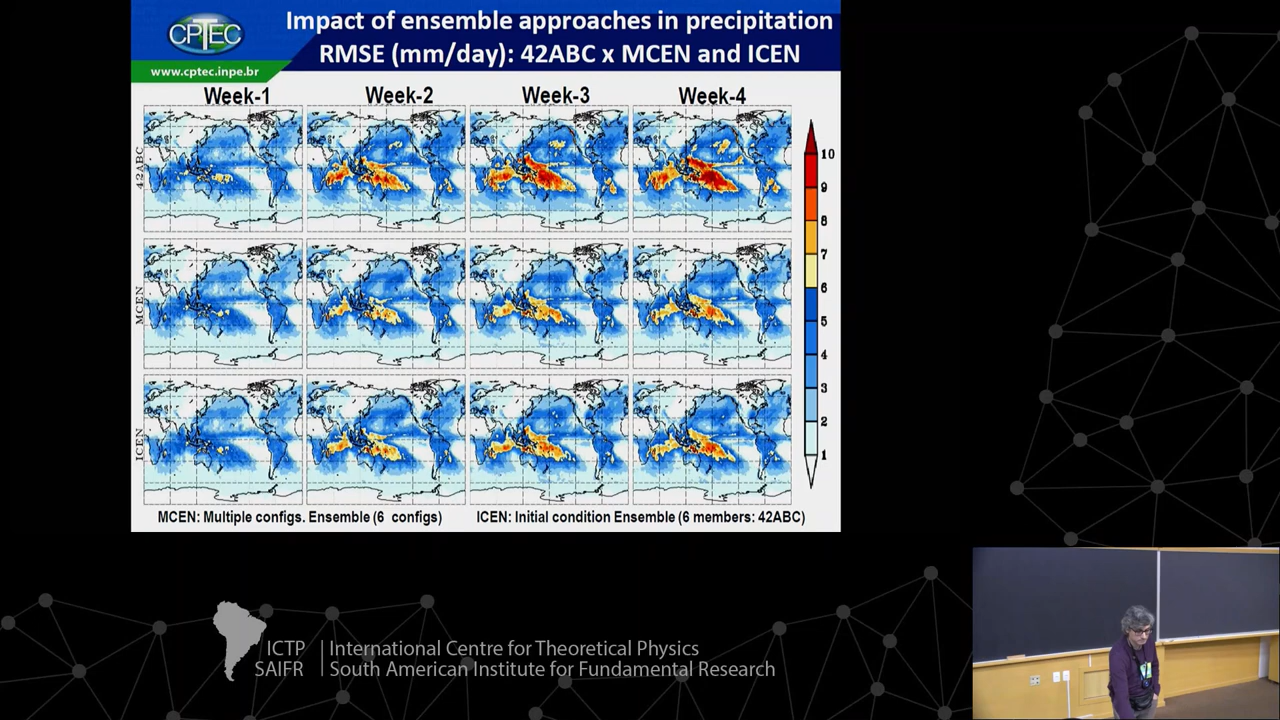 CPTEC
www.cptec.inpe.br
Impact of ensemble approaches in precipitation
RMSE (mm/day): 42ABC x MCEN and ICEN
Week-1 Week-2 Week-3 Week-4
42ABC
MCEN
ICEN
10
9
8
7
6
5
4
3
2
1
MCEN: Multiple configs. Ensemble (6 configs)
ICEN: Initial condition Ensemble (6 members: 42ABC)
ICTP International Centre for Theoretical Physics
SAIFR South American Institute for Fundamental Research